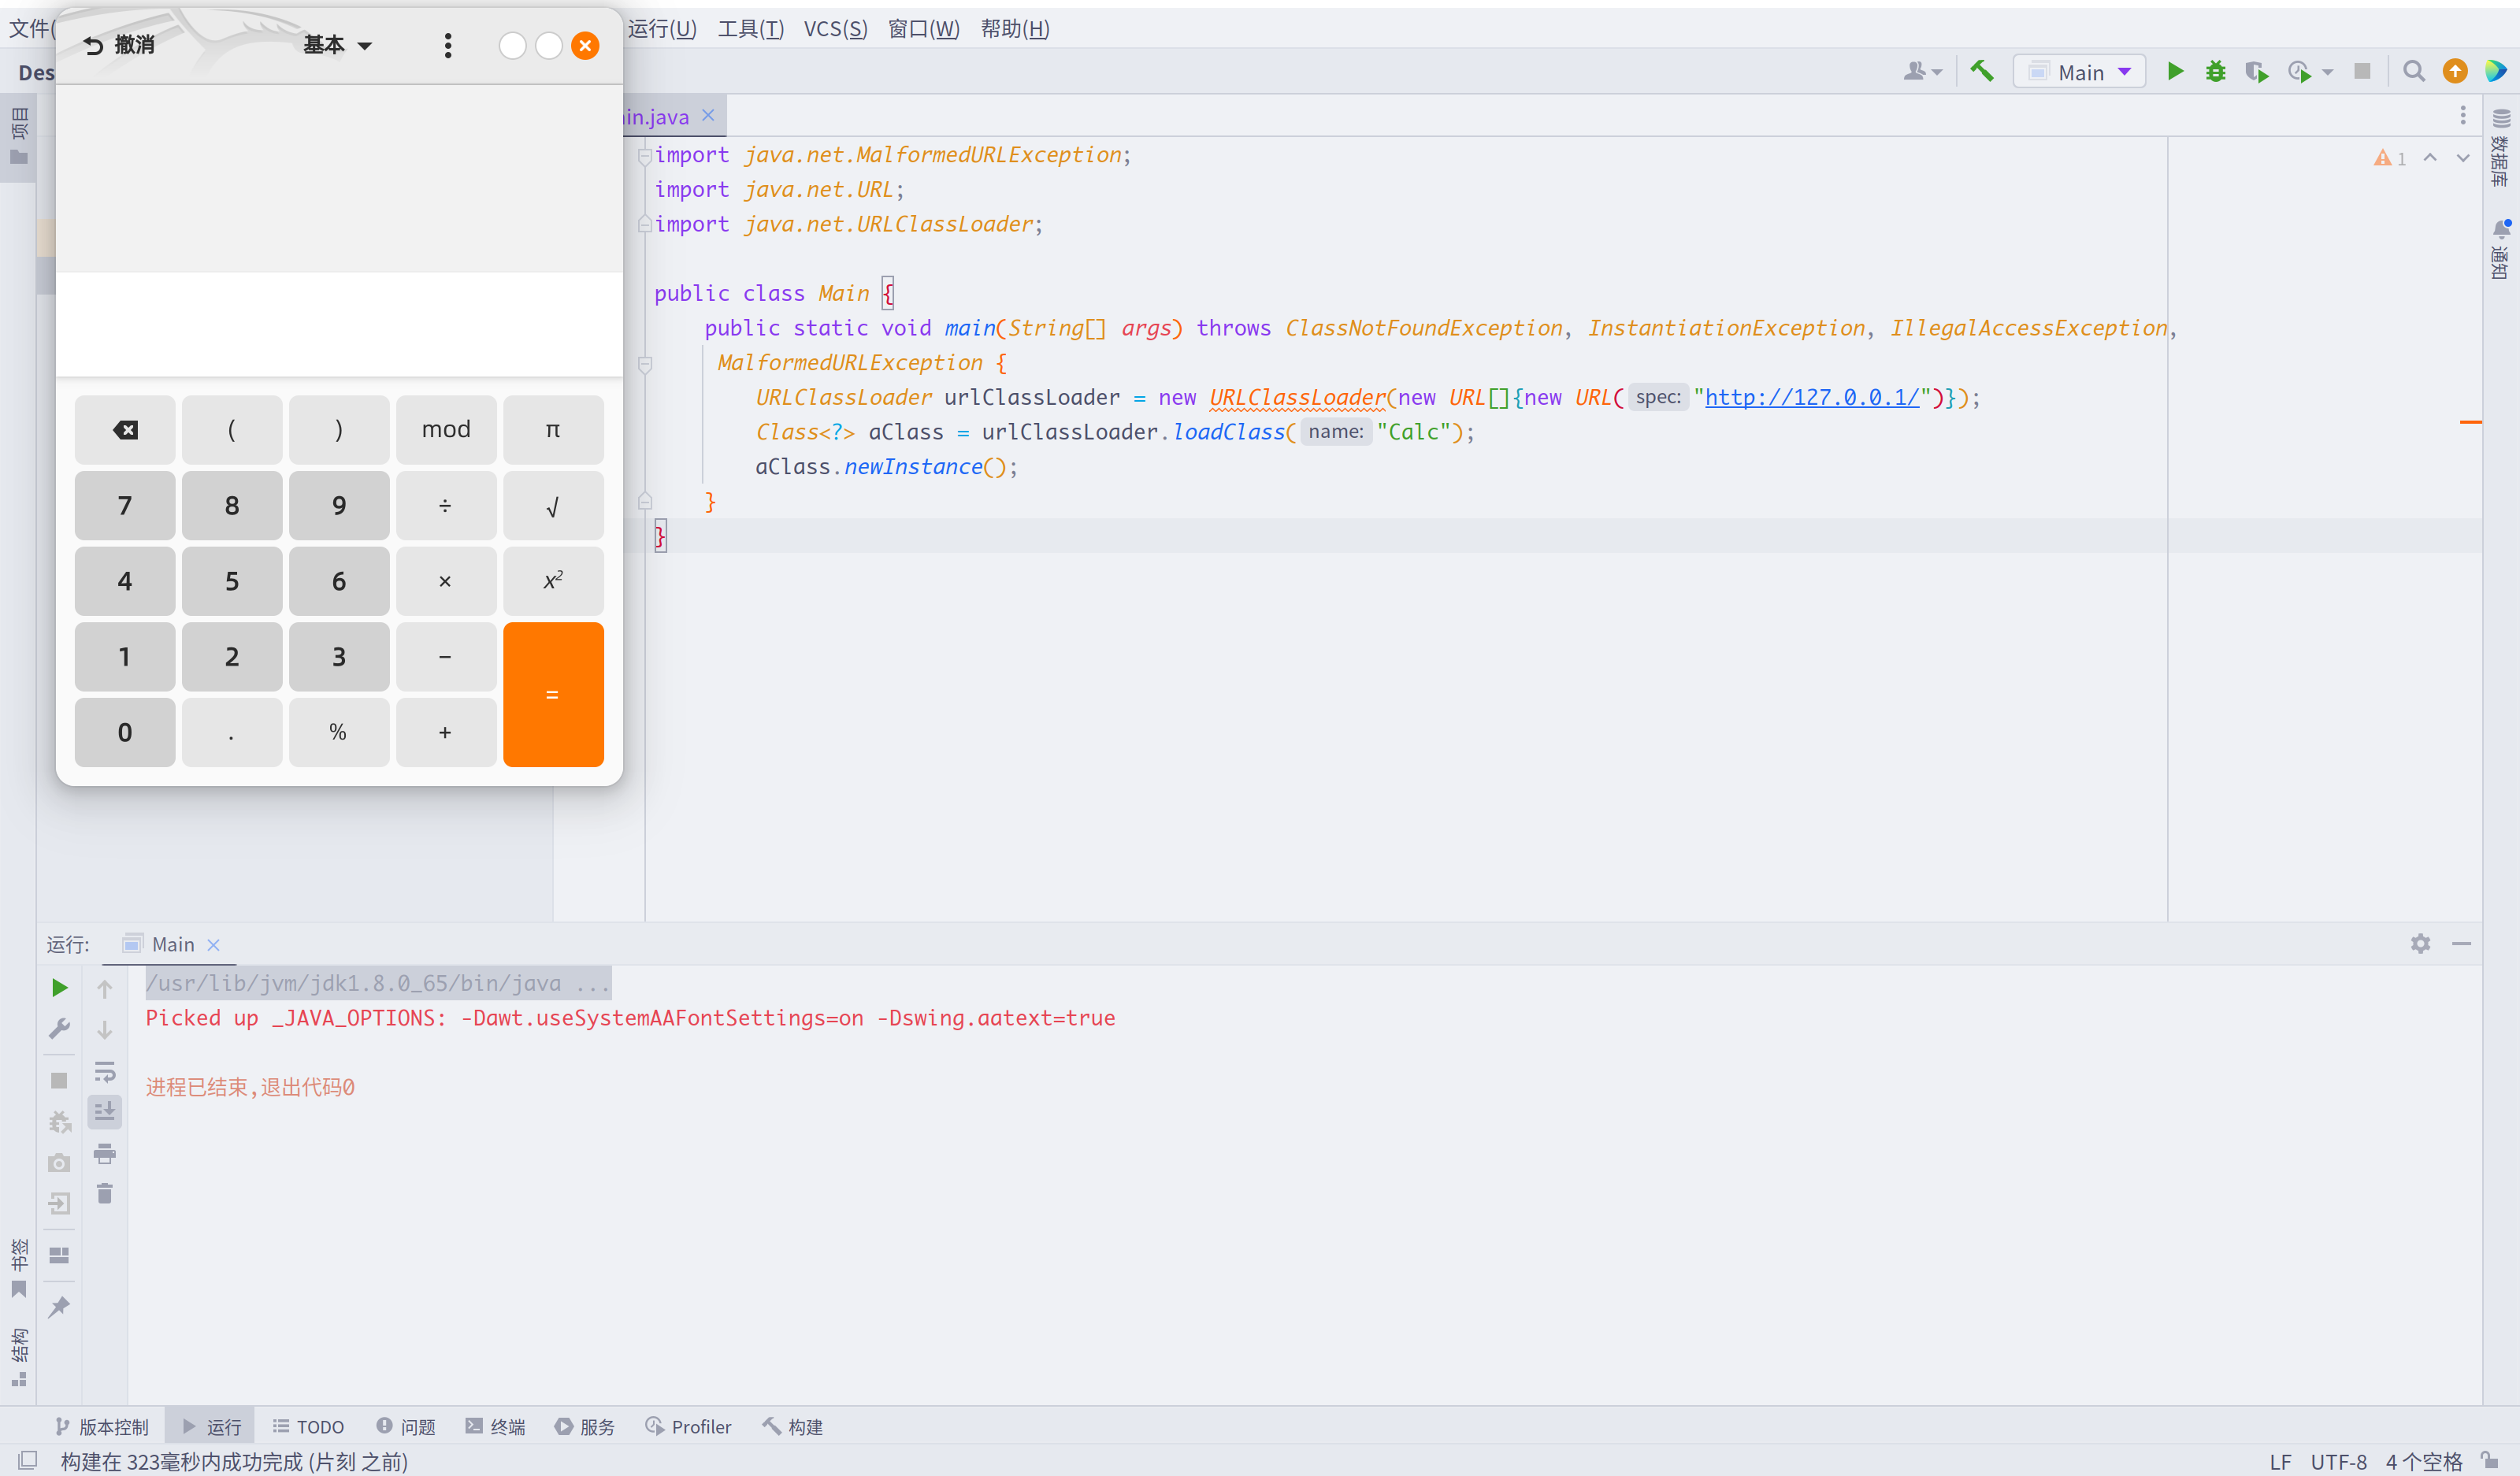 文件(
运行(U) 工具(T) VCS(S) 窗口(W) 帮助(H)
撤消 基本
Des
Main
in.java
项目
数据库
通知
1
import java.net.MalformedURLException;
import java.net.URL;
import java.net.URLClassLoader;
public class Main {
public static void main(String[] args) throws ClassNotFoundException, InstantiationException, IllegalAccessException,
MalformedURLException {
URLClassLoader urlClassLoader = new URLClassLoader(new URL[]{new URL( spec: "http://127.0.0.1/")});
Class<?> aClass = urlClassLoader.loadClass( name: "Calc");
aClass.newInstance();
}
}
( ) mod π
7 8 9 ÷ √
4 5 6 × x²
1 2 3 −
=
0 . % +
运行: Main
/usr/lib/jvm/jdk1.8.0_65/bin/java ...
Picked up _JAVA_OPTIONS: -Dawt.useSystemAAFontSettings=on -Dswing.aatext=true
进程已结束,退出代码0
书签
结构
版本控制 运行 TODO 问题 终端 服务 Profiler 构建
构建在 323毫秒内成功完成 (片刻 之前)
LF UTF-8 4 个空格